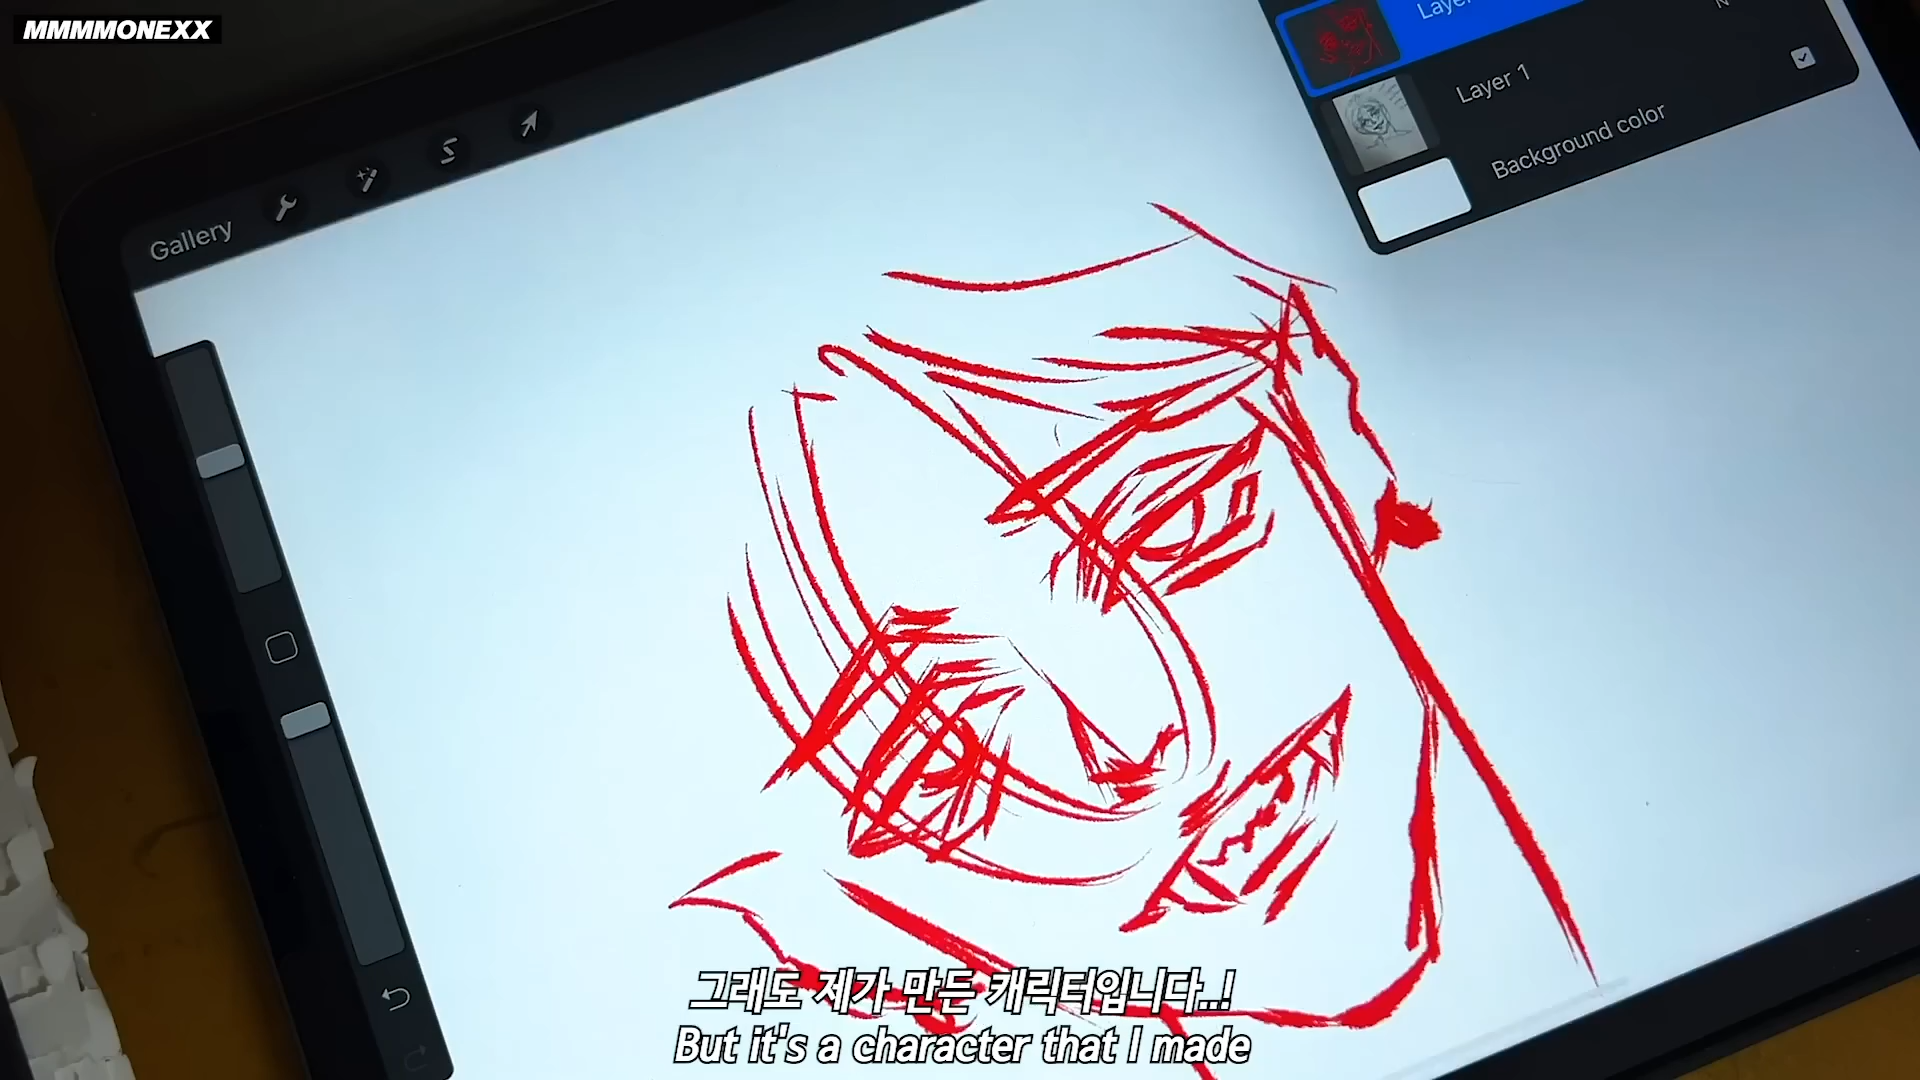 MMMMONEXX
Gallery
Layer 1
Background color
그래도 제가 만든 캐릭터입니다..!
But it's a character that I made